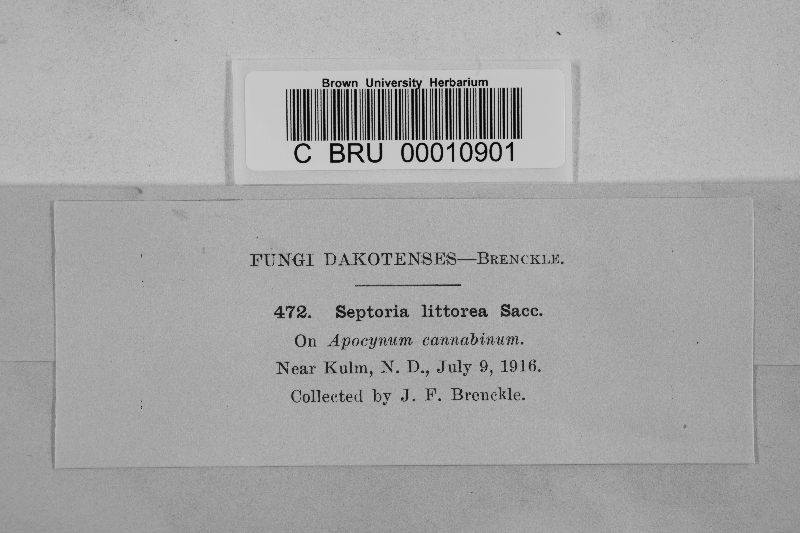 Brown University Herbarium
C BRU 00010901
FUNGI DAKOTENSES—BRENCKLE.
472. Septoria littorea Sacc.
On Apocynum cannabinum.
Near Kulm, N. D., July 9, 1916.
Collected by J. F. Brenckle.